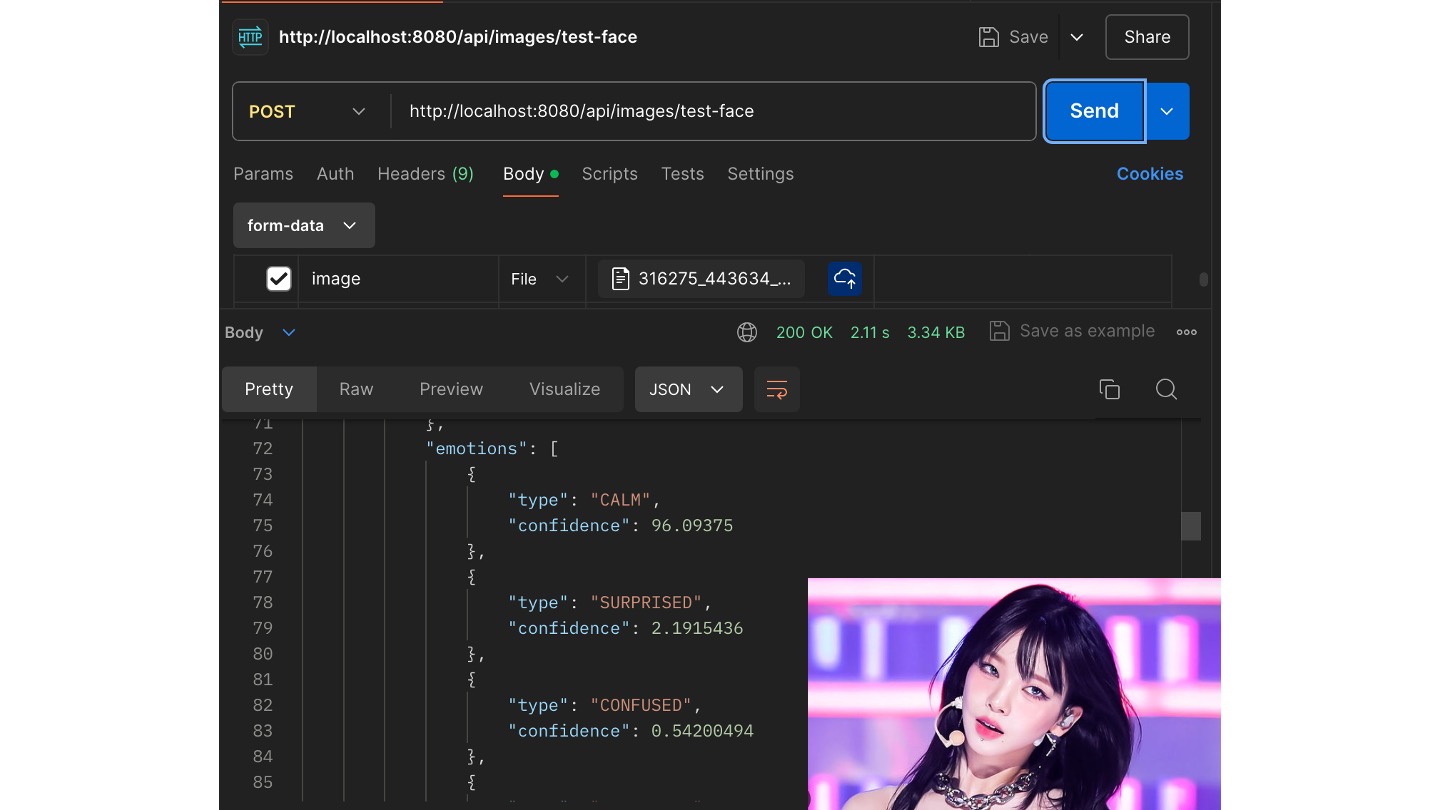 HTTP http://localhost:8080/api/images/test-face Save Share
POST http://localhost:8080/api/images/test-face Send
Params Auth Headers (9) Body Scripts Tests Settings Cookies
form-data
image File 316275_443634_...
Body 200 OK 2.11 s 3.34 KB Save as example
Pretty Raw Preview Visualize JSON
71 },
72 "emotions": [
73 {
74 "type": "CALM",
75 "confidence": 96.09375
76 },
77 {
78 "type": "SURPRISED",
79 "confidence": 2.1915436
80 },
81 {
82 "type": "CONFUSED",
83 "confidence": 0.54200494
84 },
85 {